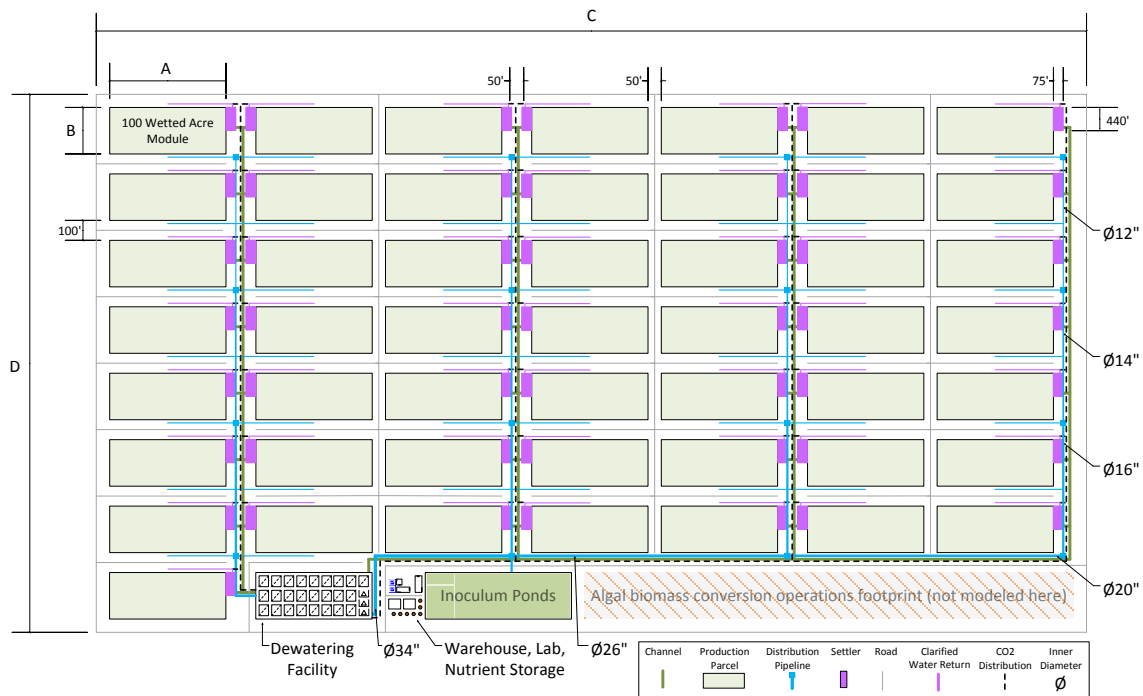 C
A
50'
50'
75'
B
100 Wetted Acre
Module
440'
100'
Ø12"
D
Ø14"
Ø16"
Inoculum Ponds
Algal biomass conversion operations footprint (not modeled here)
Ø20"
Dewatering
Facility
Ø34"
Warehouse, Lab,
Nutrient Storage
Ø26"
Channel
Production
Parcel
Distribution
Pipeline
Settler
Road
Clarified
Water Return
CO2
Distribution
Inner
Diameter
Ø